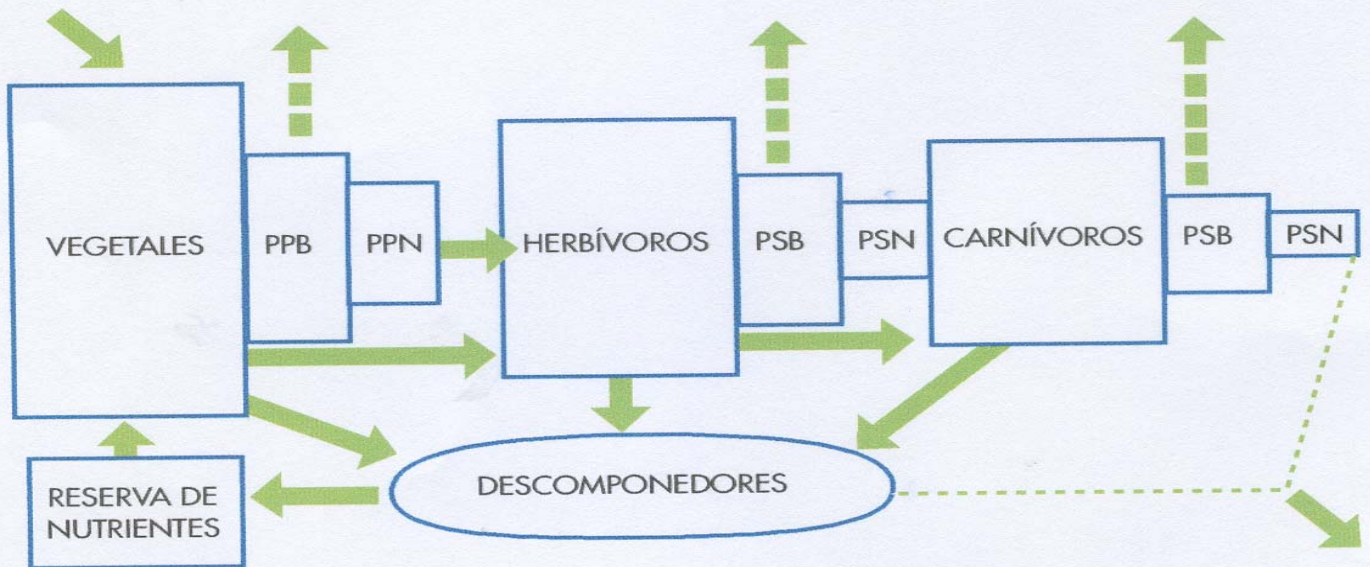 VEGETALES
PPB
PPN
HERBÍVOROS
PSB
PSN
CARNÍVOROS
PSB
PSN
DESCOMPONEDORES
RESERVA DE
NUTRIENTES